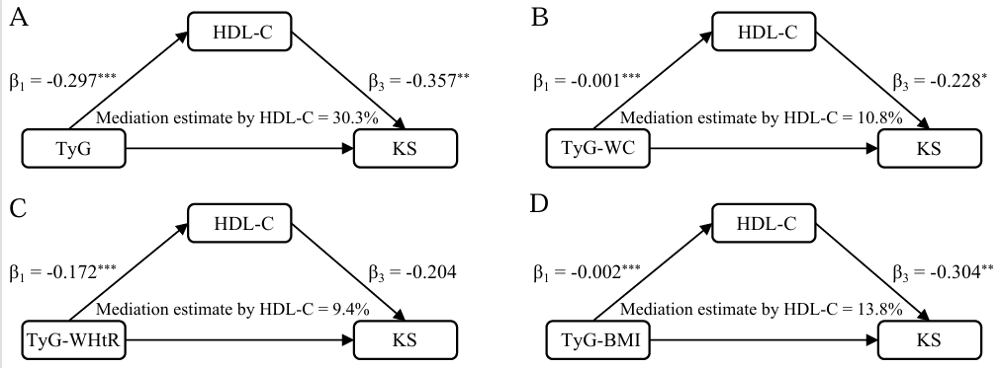 A
HDL-C
β1 = -0.297***
β3 = -0.357**
Mediation estimate by HDL-C = 30.3%
TyG
KS
B
HDL-C
β1 = -0.001***
β3 = -0.228*
Mediation estimate by HDL-C = 10.8%
TyG-WC
KS
C
HDL-C
β1 = -0.172***
β3 = -0.204
Mediation estimate by HDL-C = 9.4%
TyG-WHtR
KS
D
HDL-C
β1 = -0.002***
β3 = -0.304**
Mediation estimate by HDL-C = 13.8%
TyG-BMI
KS